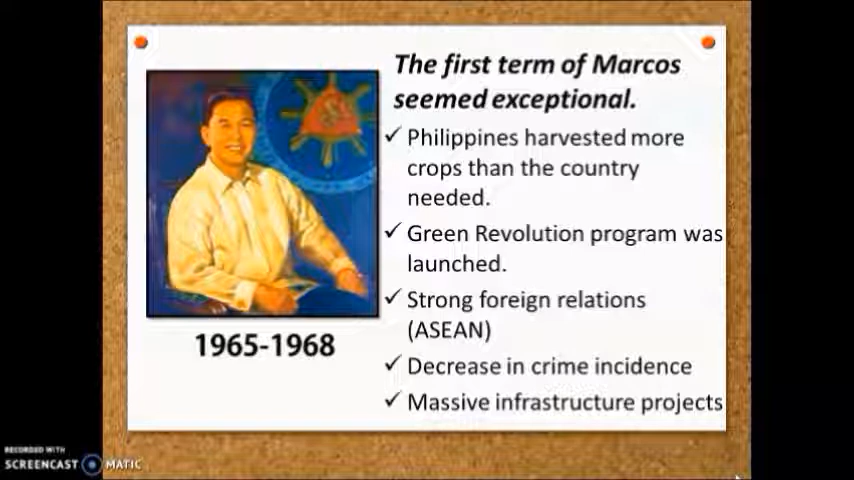 The first term of Marcos
seemed exceptional.
✓ Philippines harvested more
crops than the country
needed.
✓ Green Revolution program was
launched.
✓ Strong foreign relations
(ASEAN)
✓ Decrease in crime incidence
✓ Massive infrastructure projects
1965-1968
RECORDED WITH
SCREENCAST MATIC